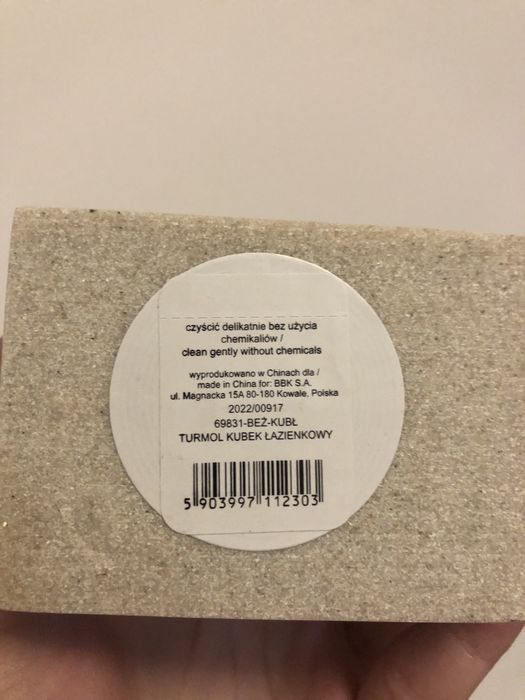 czyścić delikatnie bez użycia
chemikaliów /
clean gently without chemicals
wyprodukowano w Chinach dla /
made in China for: BBK S.A.
ul. Magnacka 15A 80-180 Kowale, Polska
2022/00917
69831-BEŻ-KUBŁ
TURMOL KUBEK ŁAZIENKOWY
5 903997 112303